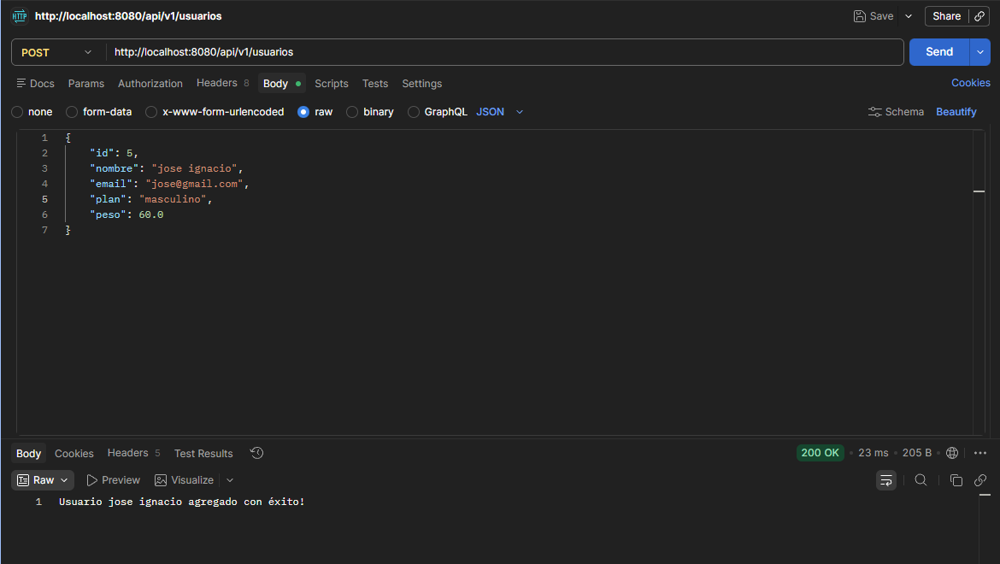 HTTP http://localhost:8080/api/v1/usuarios Save Share
POST http://localhost:8080/api/v1/usuarios Send
Docs Params Authorization Headers 8 Body Scripts Tests Settings Cookies
none form-data x-www-form-urlencoded raw binary GraphQL JSON Schema Beautify
1 {
2 "id": 5,
3 "nombre": "jose ignacio",
4 "email": "jose@gmail.com",
5 "plan": "masculino",
6 "peso": 60.0
7 }
Body Cookies Headers 5 Test Results 200 OK • 23 ms • 205 B •
Raw Preview Visualize
1 Usuario jose ignacio agregado con éxito!